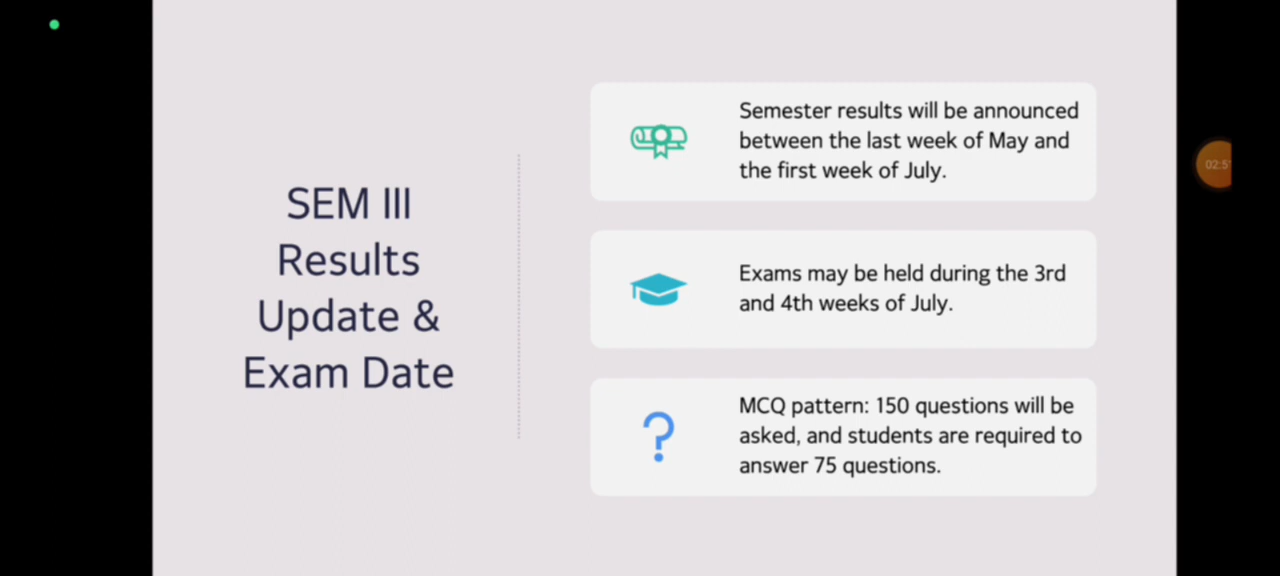 SEM III
Results
Update &
Exam Date
Semester results will be announced
between the last week of May and
the first week of July.
Exams may be held during the 3rd
and 4th weeks of July.
MCQ pattern: 150 questions will be
asked, and students are required to
answer 75 questions.